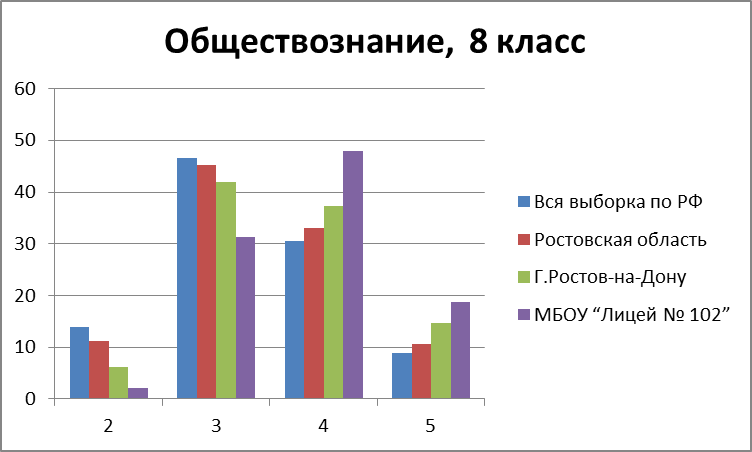 Обществознание, 8 класс
60
50
40
30
20
10
0
2 3 4 5
Вся выборка по РФ
Ростовская область
Г.Ростов-на-Дону
МБОУ “Лицей № 102”